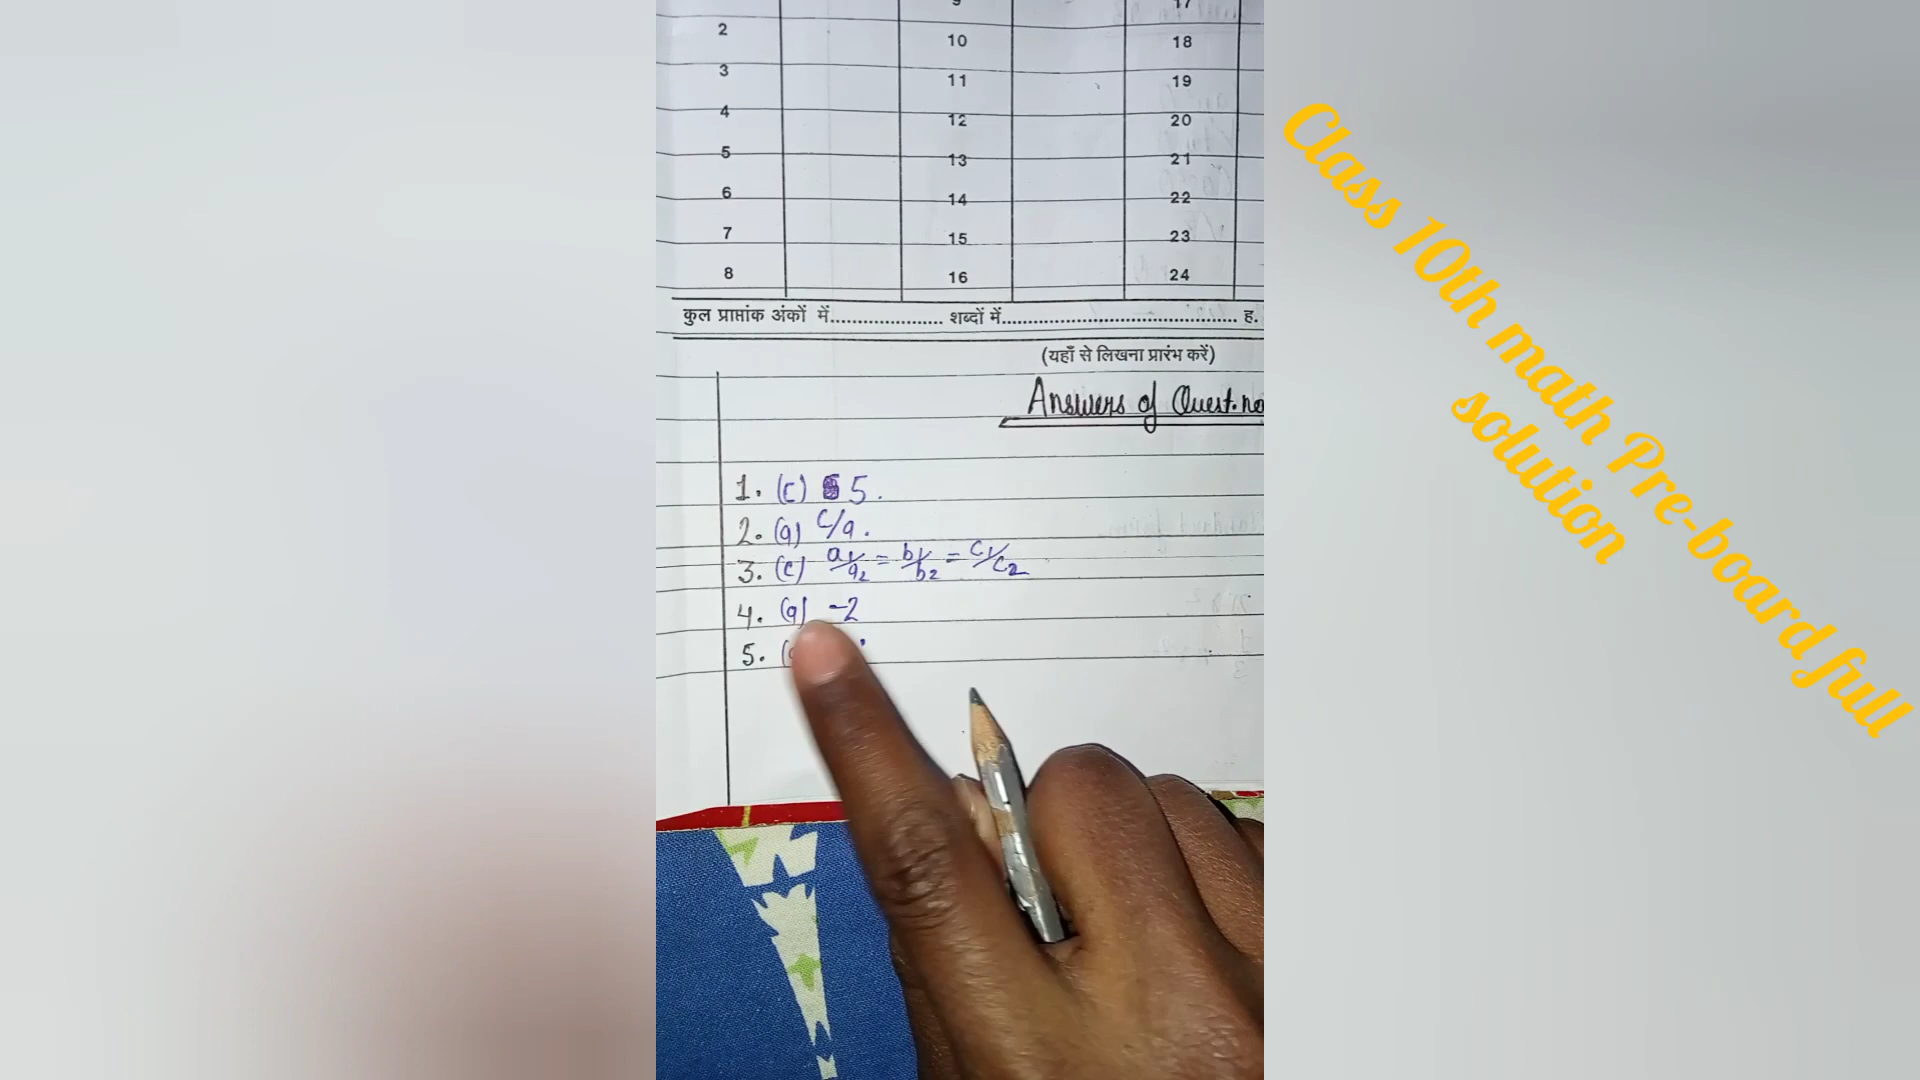 9 17
2 10 18
3 11 19
4 12 20
5 13 21
6 14 22
7 15 23
8 16 24
कुल प्राप्तांक अंकों में.................... शब्दों में.......................................... ह.
(यहाँ से लिखना प्रारंभ करें)
Answers of Quest. no
1. (c) 5.
2. (a) c/a.
3. (c) a₁/a₂ = b₁/b₂ = c₁/c₂
4. (a) -2
5.
Class 10th math Pre-board full
solution